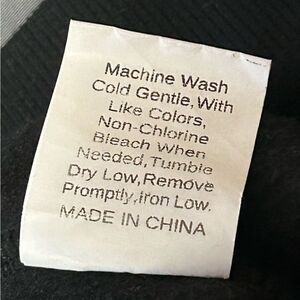 Machine Wash
Cold Gentle, With
Like Colors,
Non-Chlorine
Bleach When
Needed, Tumble
Dry Low, Remove
Promptly, Iron Low.
MADE IN CHINA